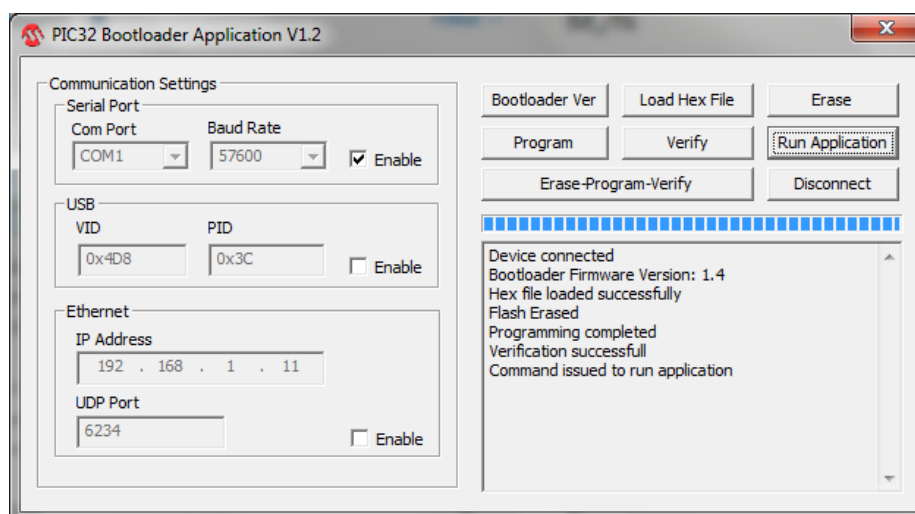 PIC32 Bootloader Application V1.2
Communication Settings
Serial Port
Com Port Baud Rate
COM1 57600 Enable
USB
VID PID
0x4D8 0x3C Enable
Ethernet
IP Address
192 . 168 . 1 . 11
UDP Port
6234 Enable
Bootloader Ver Load Hex File Erase
Program Verify Run Application
Erase-Program-Verify Disconnect
Device connected
Bootloader Firmware Version: 1.4
Hex file loaded successfully
Flash Erased
Programming completed
Verification successfull
Command issued to run application